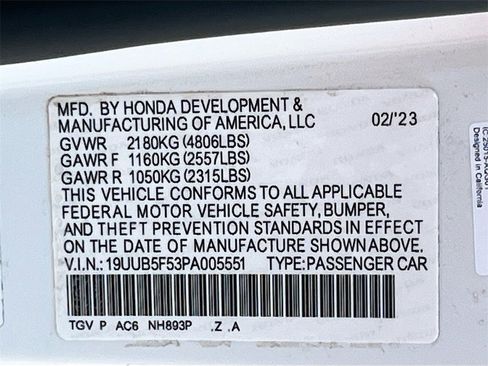 MFD. BY HONDA DEVELOPMENT &
MANUFACTURING OF AMERICA, LLC 02/'23
GVWR 2180KG (4806LBS)
GAWR F 1160KG (2557LBS)
GAWR R 1050KG (2315LBS)
THIS VEHICLE CONFORMS TO ALL APPLICABLE
FEDERAL MOTOR VEHICLE SAFETY, BUMPER,
AND THEFT PREVENTION STANDARDS IN EFFECT
ON THE DATE OF MANUFACTURE SHOWN ABOVE.
V.I.N.: 19UUB5F53PA005551 TYPE: PASSENGER CAR
TGV P AC6 NH893P .Z .A
Designed in California